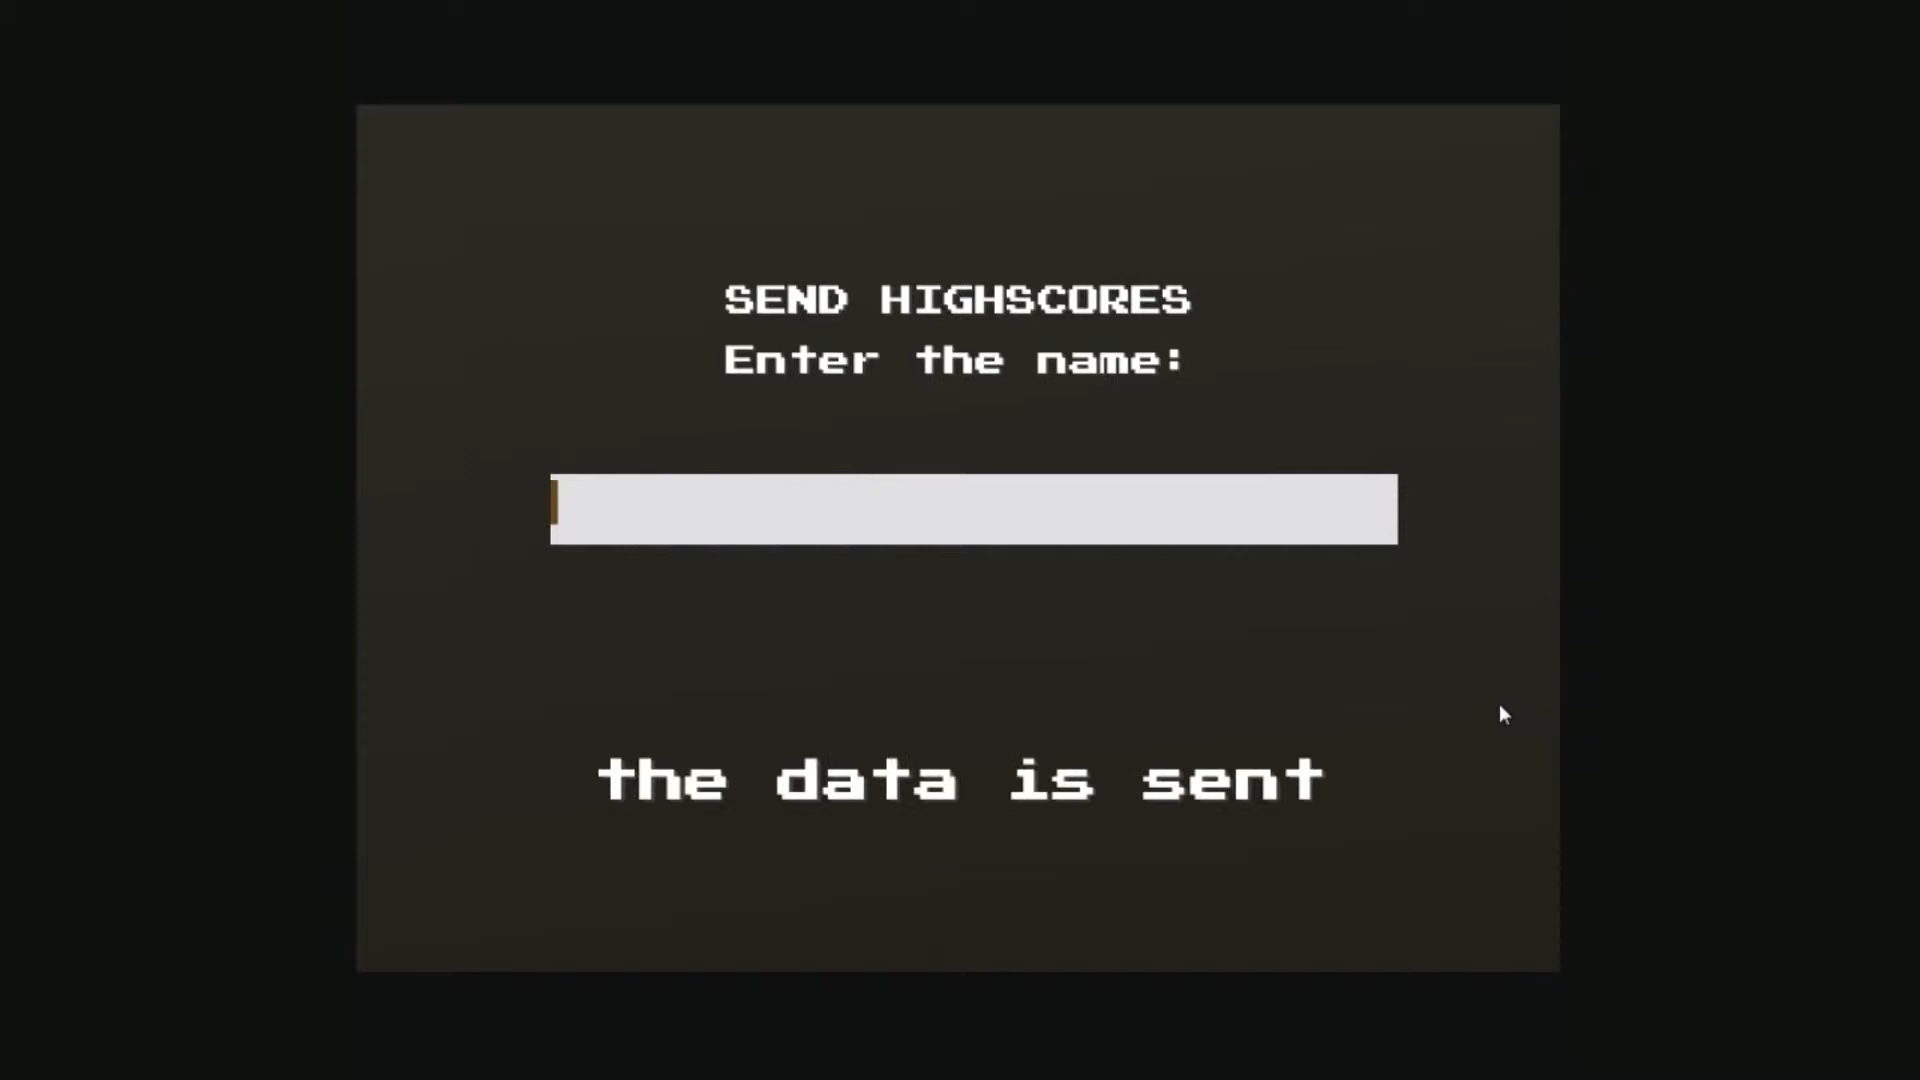 SEND HIGHSCORES
Enter the name:
the data is sent